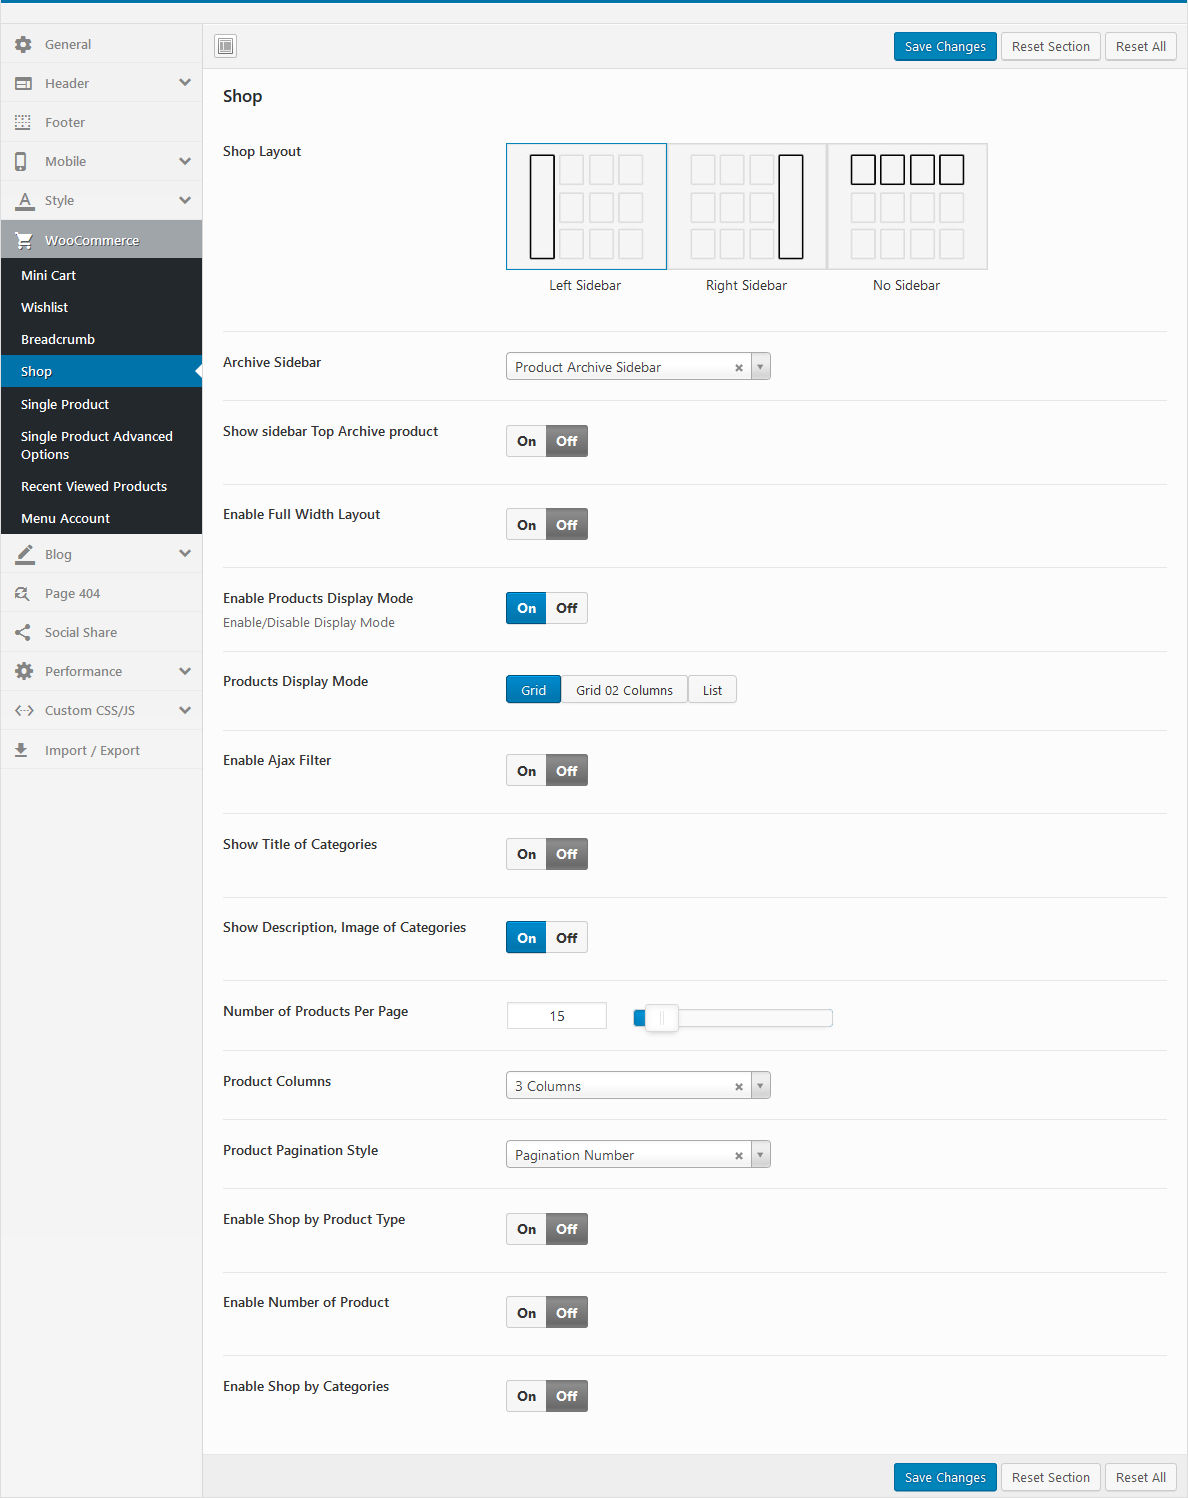 General
Header
Footer
Mobile
Style
WooCommerce
Mini Cart
Wishlist
Breadcrumb
Shop
Single Product
Single Product Advanced
Options
Recent Viewed Products
Menu Account
Blog
Page 404
Social Share
Performance
Custom CSS/JS
Import / Export
Save Changes Reset Section Reset All
Shop
Shop Layout
Left Sidebar Right Sidebar No Sidebar
Archive Sidebar Product Archive Sidebar
Show sidebar Top Archive product On Off
Enable Full Width Layout On Off
Enable Products Display Mode On Off
Enable/Disable Display Mode
Products Display Mode Grid Grid 02 Columns List
Enable Ajax Filter On Off
Show Title of Categories On Off
Show Description, Image of Categories On Off
Number of Products Per Page 15
Product Columns 3 Columns
Product Pagination Style Pagination Number
Enable Shop by Product Type On Off
Enable Number of Product On Off
Enable Shop by Categories On Off
Save Changes Reset Section Reset All